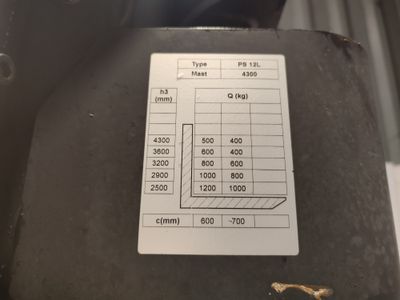 Type PS 12L
Mast 4300
h3 (mm) Q (kg)
4300 500 400
3600 600 400
3200 800 600
2900 1000 800
2500 1200 1000
c(mm) 600 ~700